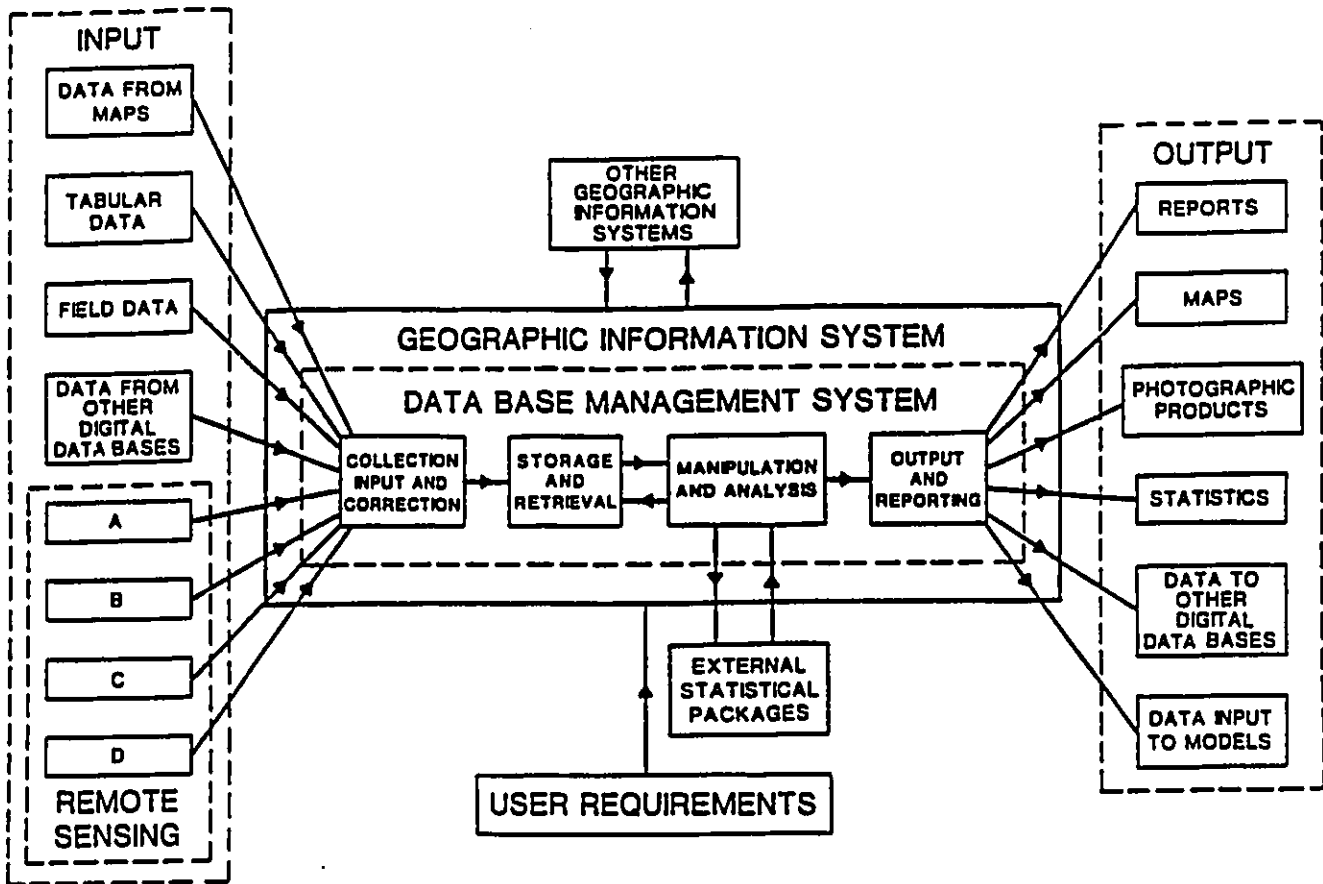 INPUT
DATA FROM
MAPS
TABULAR
DATA
FIELD DATA
DATA FROM
OTHER
DIGITAL
DATA BASES
A
B
C
D
REMOTE
SENSING
OTHER
GEOGRAPHIC
INFORMATION
SYSTEMS
GEOGRAPHIC INFORMATION SYSTEM
DATA BASE MANAGEMENT SYSTEM
COLLECTION
INPUT AND
CORRECTION
STORAGE
AND
RETRIEVAL
MANIPULATION
AND ANALYSIS
OUTPUT
AND
REPORTING
EXTERNAL
STATISTICAL
PACKAGES
USER REQUIREMENTS
OUTPUT
REPORTS
MAPS
PHOTOGRAPHIC
PRODUCTS
STATISTICS
DATA TO
OTHER
DIGITAL
DATA BASES
DATA INPUT
TO MODELS